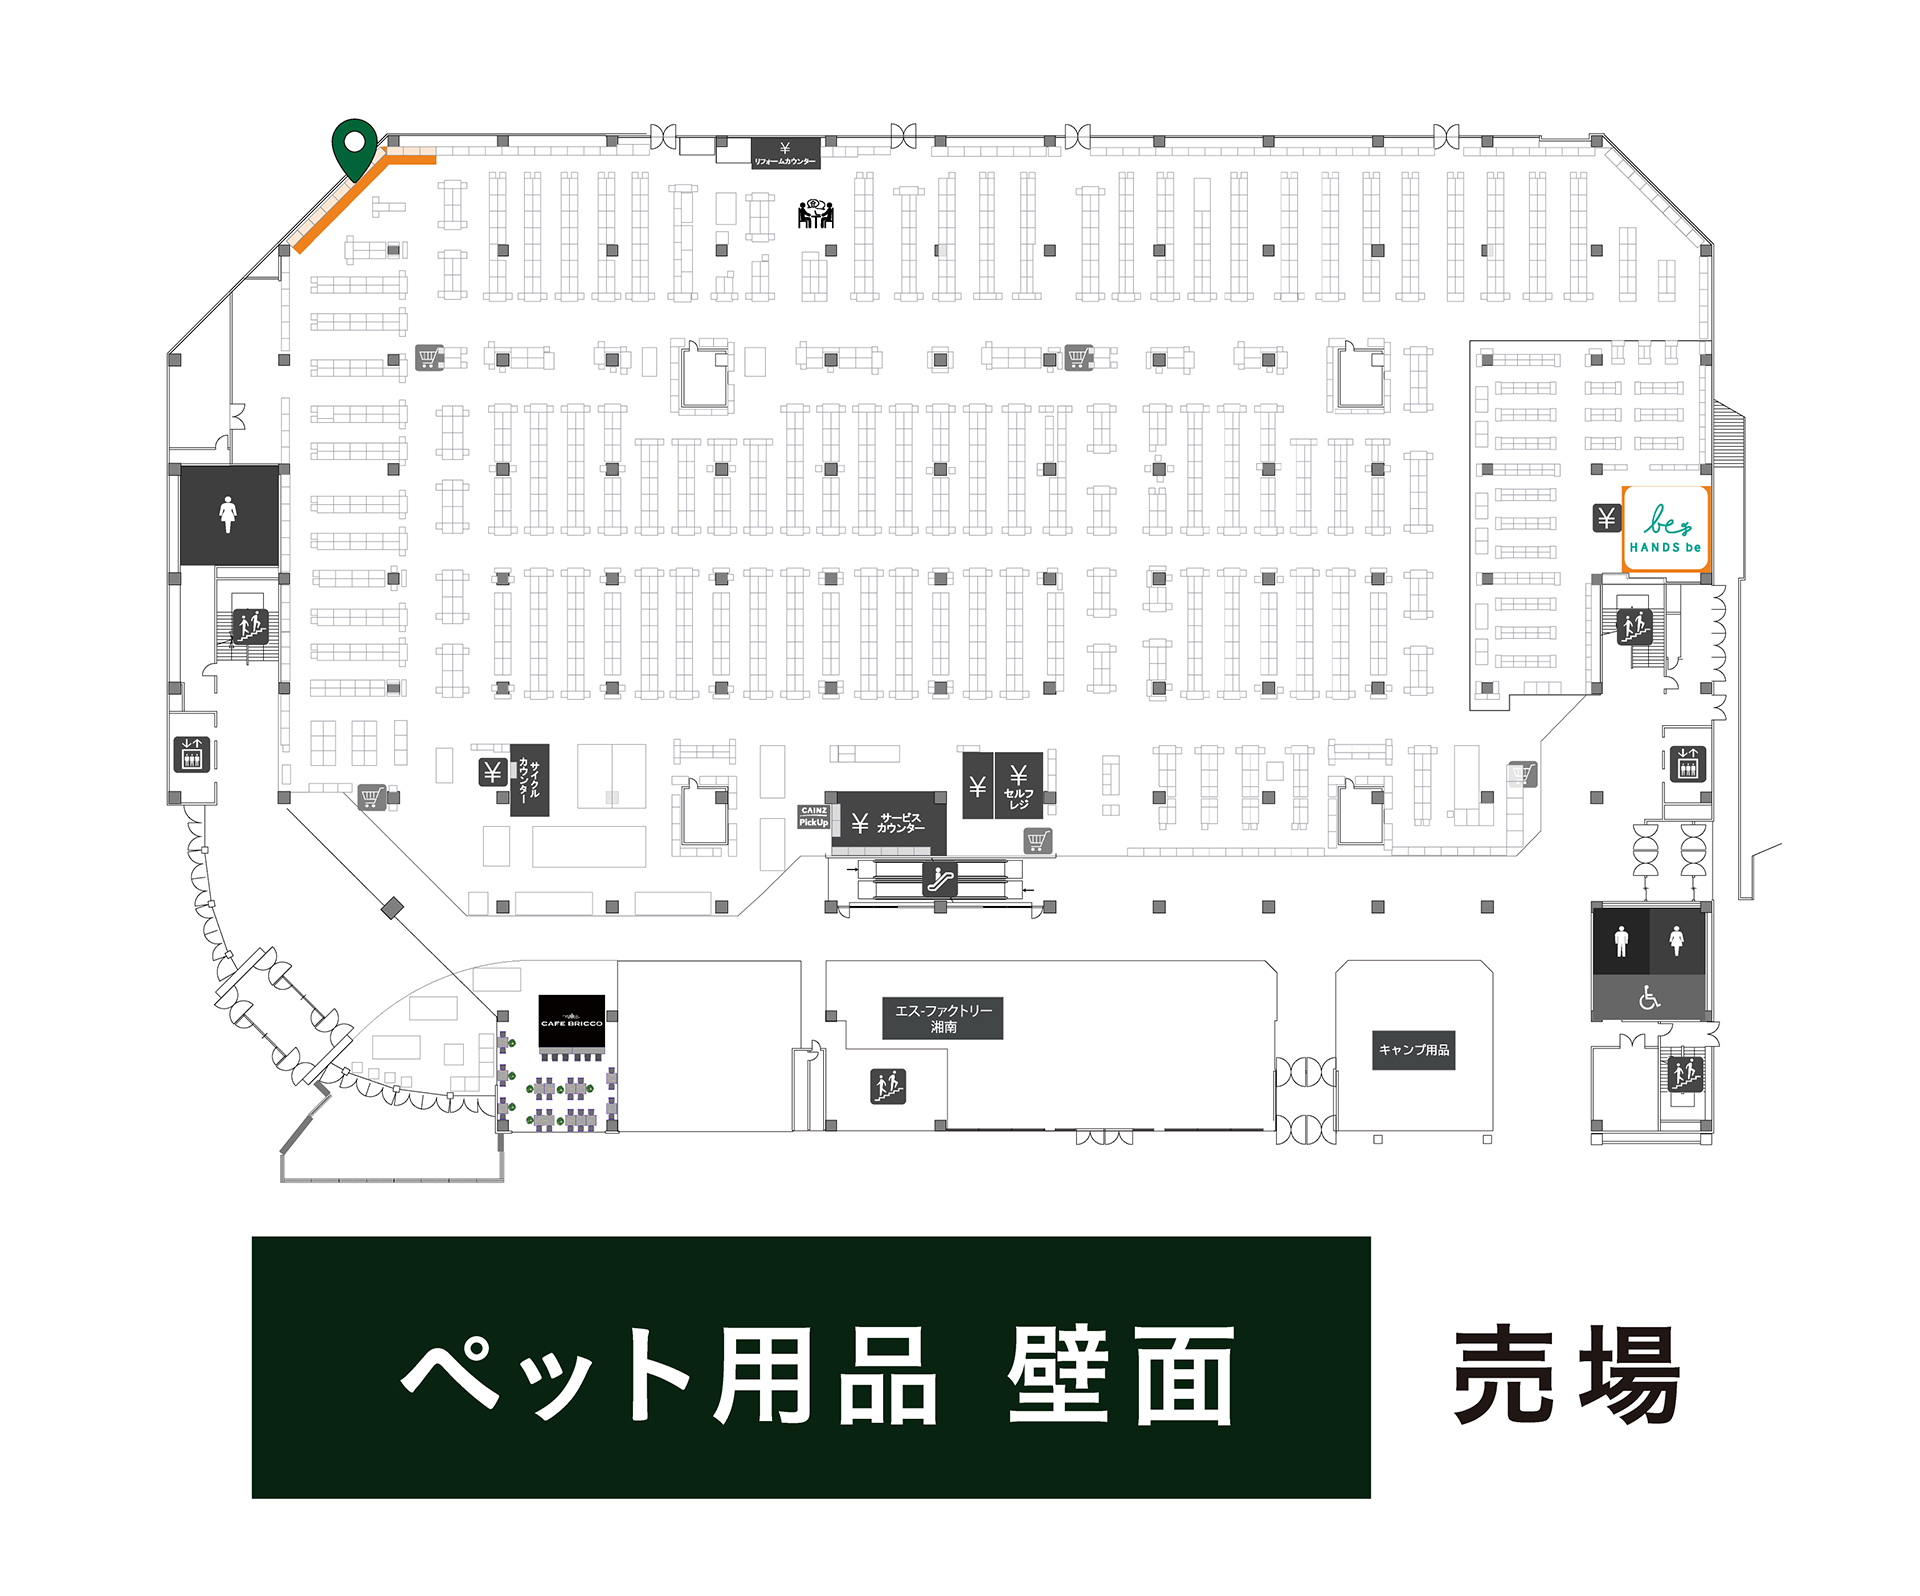 ¥
リフォームカウンター
be
HANDS be
¥
¥
サイクル
カウンター
CAINZ
PickUp
¥
サービス
カウンター
¥
¥
セルフ
レジ
CAFE BRICCO
エス-ファクトリー
湘南
キャンプ用品
ペット用品 壁面
売場